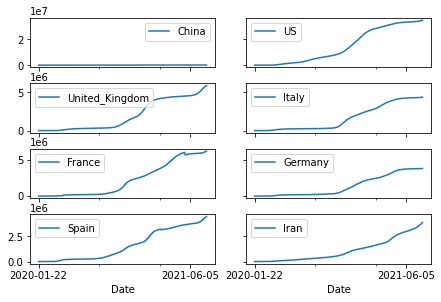 1e7
China
US
2
0
1e6
United_Kingdom
Italy
5
0
1e6
France
Germany
5
0
1e6
Spain
Iran
2.5
0.0
2020-01-22 2021-06-05 2020-01-22 2021-06-05
Date Date